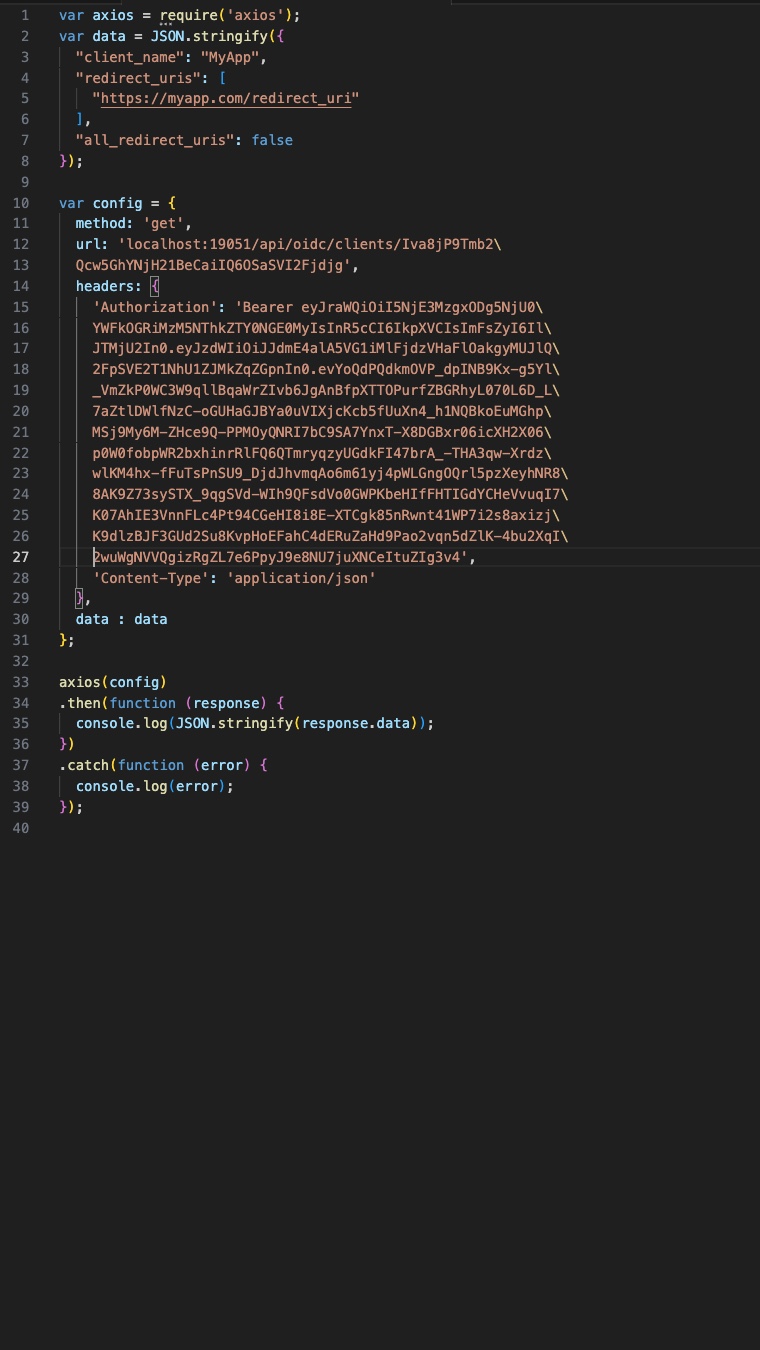 1 var axios = require('axios');
2 var data = JSON.stringify({
3 "client_name": "MyApp",
4 "redirect_uris": [
5 "https://myapp.com/redirect_uri"
6 ],
7 "all_redirect_uris": false
8 });
9
10 var config = {
11 method: 'get',
12 url: 'localhost:19051/api/oidc/clients/Iva8jP9Tmb2\
13 Qcw5GhYNjH21BeCaiIQ6OSaSVI2Fjdjg',
14 headers: {
15 'Authorization': 'Bearer eyJraWQiOiI5NjE3MzgxODg5NjU0\
16 YWFkOGRiMzM5NThkZTY0NGE0MyIsInR5cCI6IkpXVCIsImFsZyI6Il\
17 JTMjU2In0.eyJzdWIiOiJJdmE4alA5VG1iMlFjdzVHaFlOakgyMUJlQ\
18 2FpSVE2T1NhU1ZJMkZqZGpnIn0.evYoQdPQdkmOVP_dpINB9Kx-g5Yl\
19 _VmZkP0WC3W9qllBqaWrZIvb6JgAnBfpXTTOPurfZBGRhyL070L6D_L\
20 7aZtlDWlfNzC-oGUHaGJBYa0uVIXjcKcb5fUuXn4_h1NQBkoEuMGhp\
21 MSj9My6M-ZHce9Q-PPMOyQNRI7bC9SA7YnxT-X8DGBxr06icXH2X06\
22 p0W0fobpWR2bxhinrRlFQ6QTmryqzyUGdkFI47brA_-THA3qw-Xrdz\
23 wlKM4hx-fFuTsPnSU9_DjdJhvmqAo6m61yj4pWLGngOQrl5pzXeyhNR8\
24 8AK9Z73sySTX_9qgSVd-WIh9QFsdVo0GWPKbeHIfFHTIGdYCHeVvuqI7\
25 K07AhIE3VnnFLc4Pt94CGeHI8i8E-XTCgk85nRwnt41WP7i2s8axizj\
26 K9dlzBJF3GUd2Su8KvpHoEFahC4dERuZaHd9Pao2vqn5dZlK-4bu2XqI\
27 2wuWgNVVQgizRgZL7e6PpyJ9e8NU7juXNCeItuZIg3v4',
28 'Content-Type': 'application/json'
29 },
30 data : data
31 };
32
33 axios(config)
34 .then(function (response) {
35 console.log(JSON.stringify(response.data));
36 })
37 .catch(function (error) {
38 console.log(error);
39 });
40